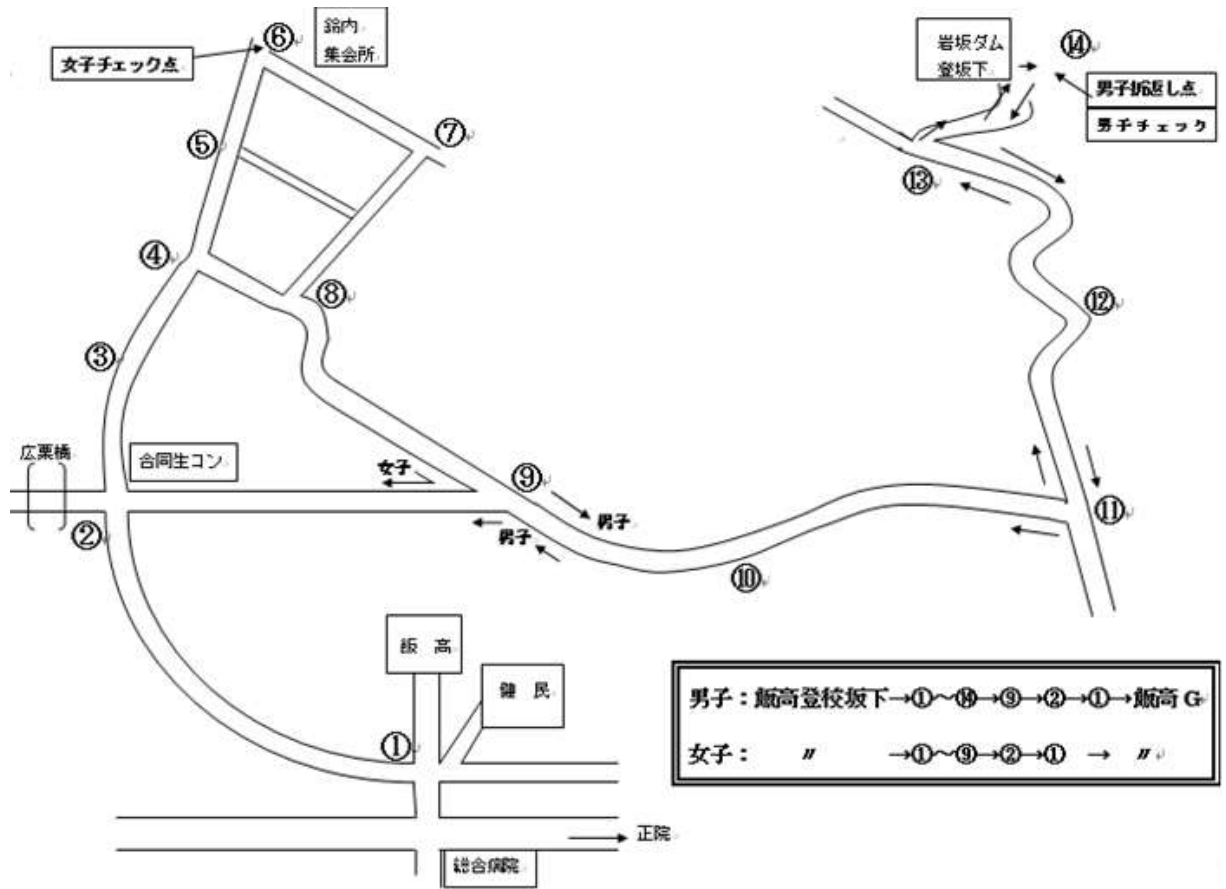 ⑥
鈴内
集会所
女子チェック点
岩坂ダム
登坂下
⑭
男子折返し点
男子チェック
⑦
⑤
⑬
④
⑧
⑫
③
広栗橋
合同生コン
女子
⑨
男子
男子
⑪
②
⑩
飯 高
健 民
①
男子:飯高登校坂下→①~⑭→⑨→②→①→飯高G
女子: 〃 →①~⑨→②→① → 〃
正院
総合病院